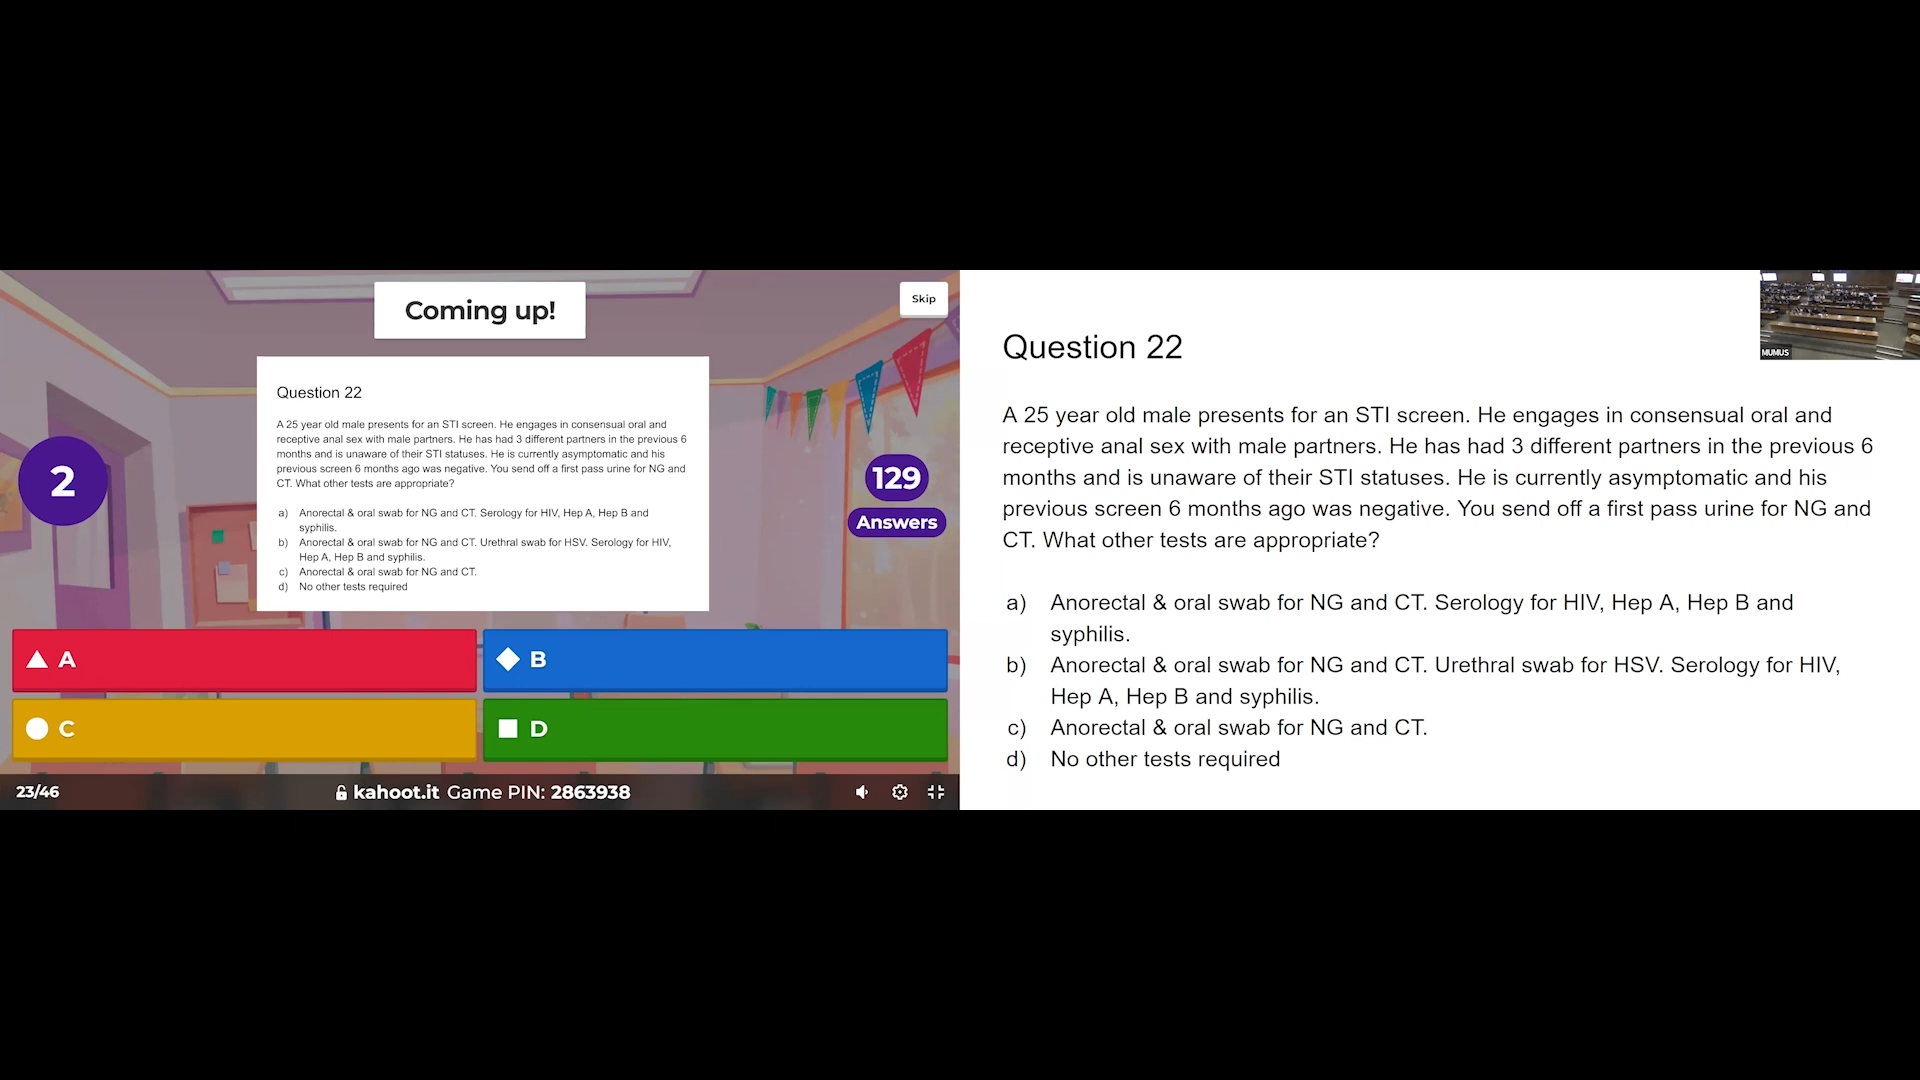 Coming up!
Skip
Question 22
A 25 year old male presents for an STI screen. He engages in consensual oral and
receptive anal sex with male partners. He has had 3 different partners in the previous 6
months and is unaware of their STI statuses. He is currently asymptomatic and his
previous screen 6 months ago was negative. You send off a first pass urine for NG and
CT. What other tests are appropriate?
a) Anorectal & oral swab for NG and CT. Serology for HIV, Hep A, Hep B and
syphilis.
b) Anorectal & oral swab for NG and CT. Urethral swab for HSV. Serology for HIV,
Hep A, Hep B and syphilis.
c) Anorectal & oral swab for NG and CT.
d) No other tests required
2
129
Answers
A
B
C
D
23/46
kahoot.it Game PIN: 2863938
MUMUS
Question 22
A 25 year old male presents for an STI screen. He engages in consensual oral and
receptive anal sex with male partners. He has had 3 different partners in the previous 6
months and is unaware of their STI statuses. He is currently asymptomatic and his
previous screen 6 months ago was negative. You send off a first pass urine for NG and
CT. What other tests are appropriate?
a) Anorectal & oral swab for NG and CT. Serology for HIV, Hep A, Hep B and
syphilis.
b) Anorectal & oral swab for NG and CT. Urethral swab for HSV. Serology for HIV,
Hep A, Hep B and syphilis.
c) Anorectal & oral swab for NG and CT.
d) No other tests required